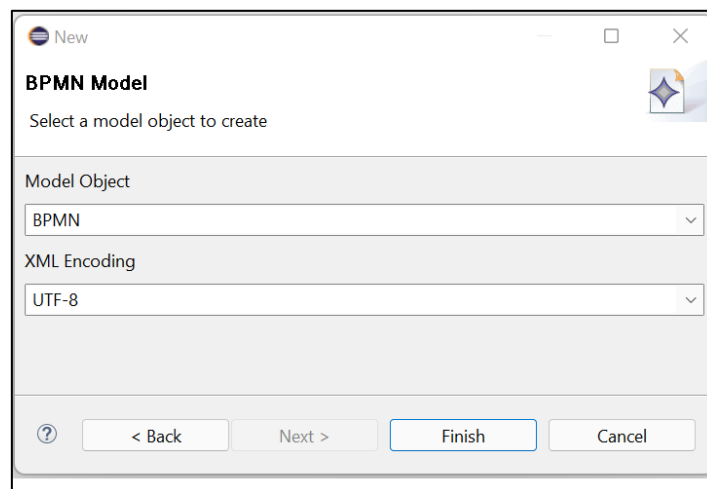 New
BPMN Model
Select a model object to create
Model Object
BPMN
XML Encoding
UTF-8
? < Back Next > Finish Cancel